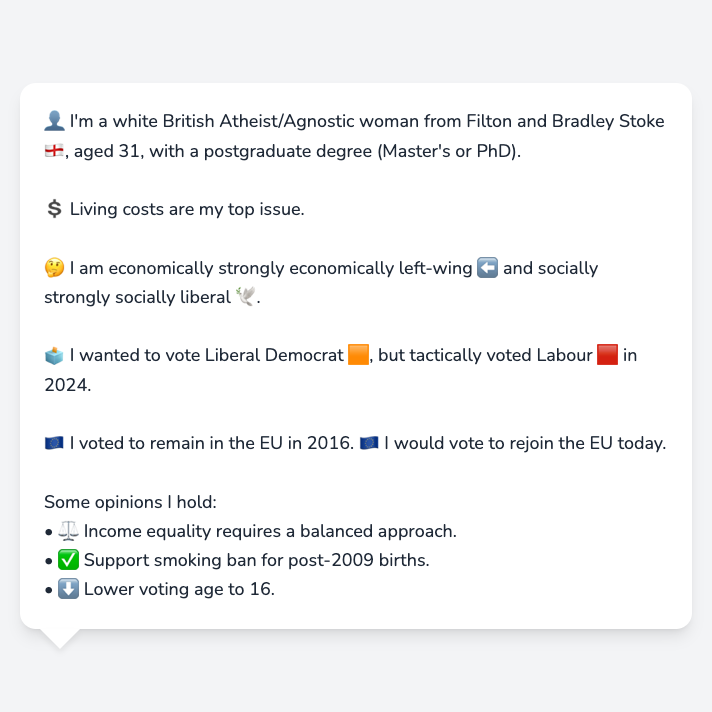 👤 I'm a white British Atheist/Agnostic woman from Filton and Bradley Stoke
🏴󠁧󠁢󠁥󠁮󠁧󠁿, aged 31, with a postgraduate degree (Master's or PhD).
💲 Living costs are my top issue.
🤔 I am economically strongly economically left-wing ⬅️ and socially
strongly socially liberal 🕊️.
🗳️ I wanted to vote Liberal Democrat 🟧, but tactically voted Labour 🟥 in
2024.
🇪🇺 I voted to remain in the EU in 2016. 🇪🇺 I would vote to rejoin the EU today.
Some opinions I hold:
• ⚖️ Income equality requires a balanced approach.
• ✅ Support smoking ban for post-2009 births.
• ⬇️ Lower voting age to 16.